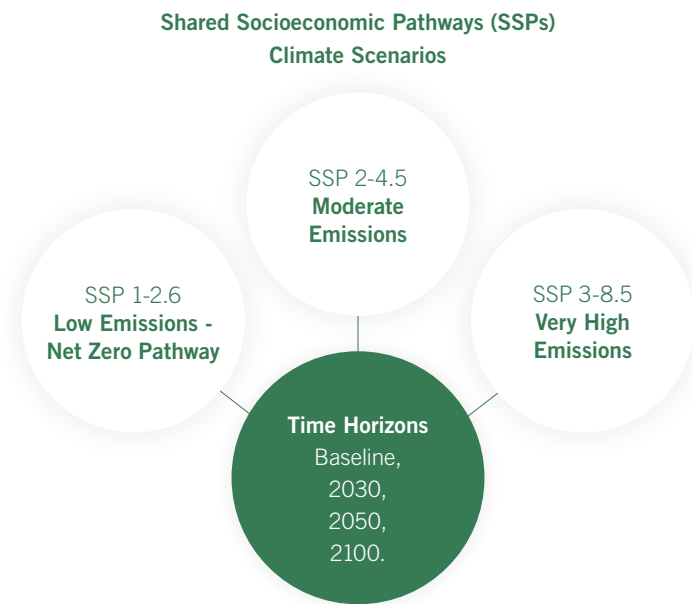 Shared Socioeconomic Pathways (SSPs)
Climate Scenarios
SSP 2-4.5
Moderate
Emissions
SSP 1-2.6
Low Emissions -
Net Zero Pathway
SSP 3-8.5
Very High
Emissions
Time Horizons
Baseline,
2030,
2050,
2100.